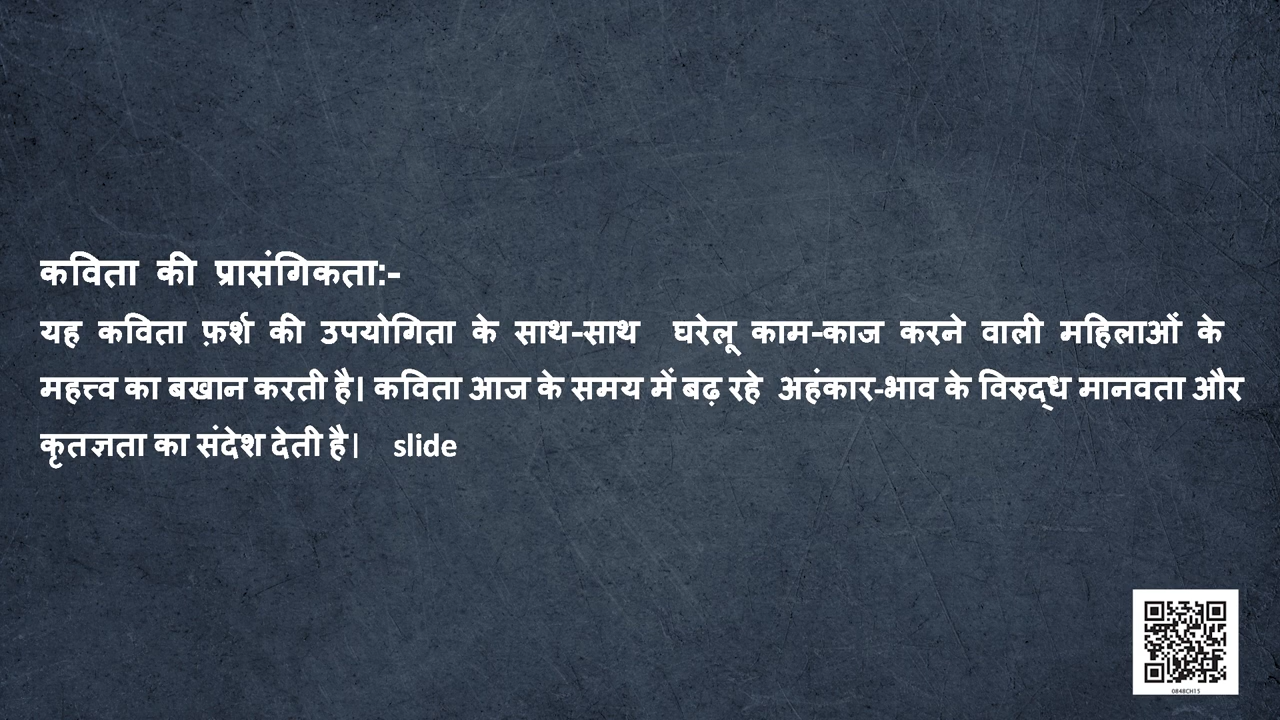 कविता की प्रासंगिकता:-
यह कविता फ़र्श की उपयोगिता के साथ-साथ घरेलू काम-काज करने वाली महिलाओं के
महत्त्व का बखान करती है। कविता आज के समय में बढ़ रहे अहंकार-भाव के विरुद्ध मानवता और
कृतज्ञता का संदेश देती है। slide
0848CH15